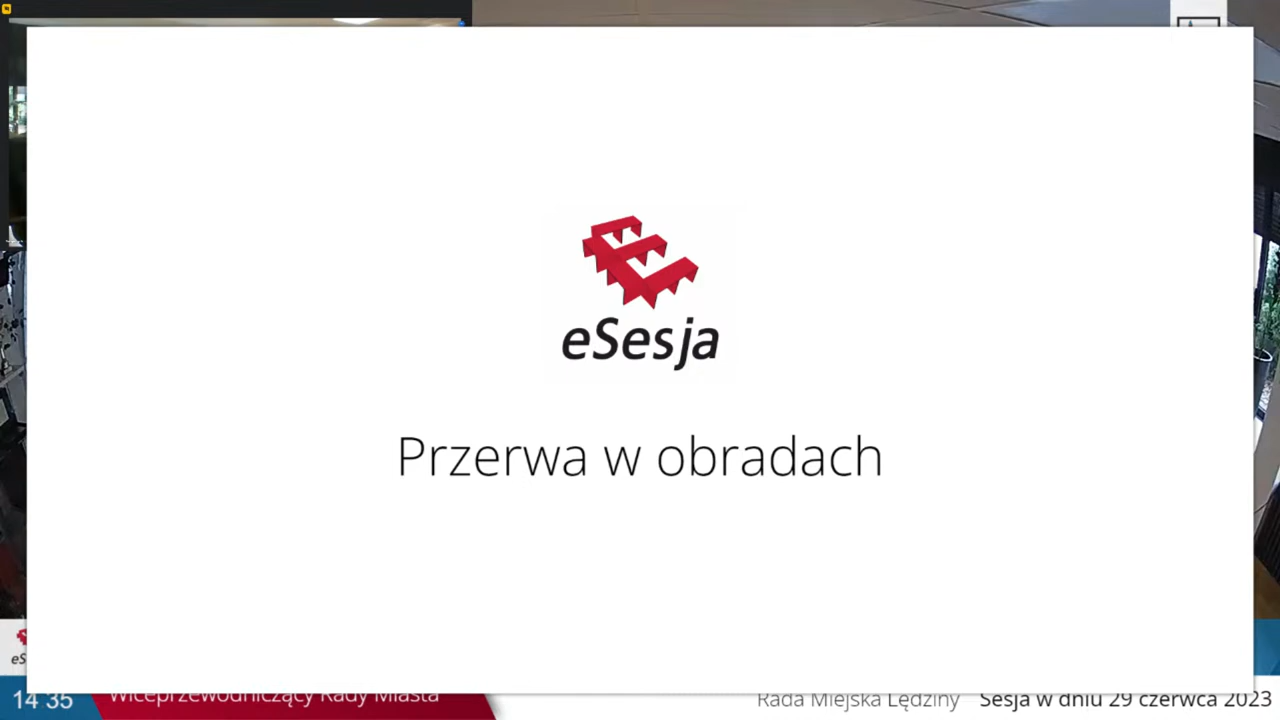 eSesja
Przerwa w obradach
14 35
Wiceprzewodniczący Rady Miasta
Rada Miejska Lędziny
Sesja w dniu 29 czerwca 2023